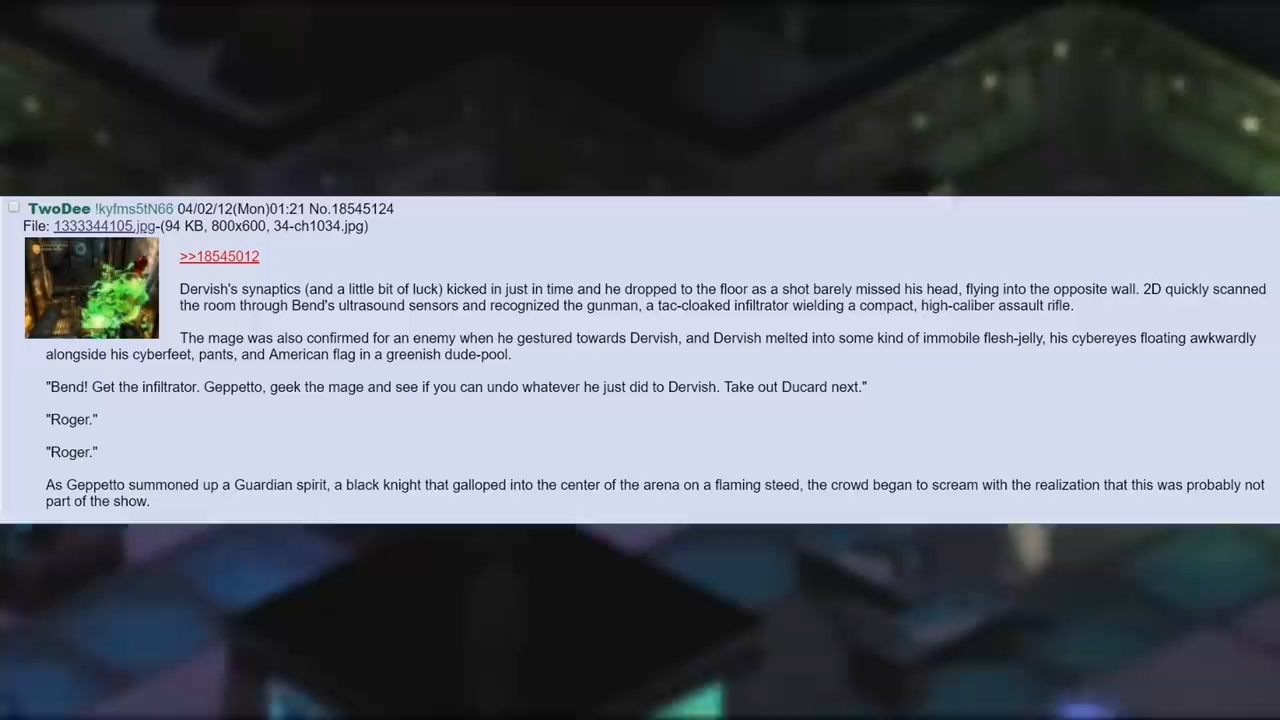 TwoDee !kyfms5tN66 04/02/12(Mon)01:21 No.18545124
File: 1333344105.jpg-(94 KB, 800x600, 34-ch1034.jpg)
>>18545012
Dervish's synaptics (and a little bit of luck) kicked in just in time and he dropped to the floor as a shot barely missed his head, flying into the opposite wall. 2D quickly scanned
the room through Bend's ultrasound sensors and recognized the gunman, a tac-cloaked infiltrator wielding a compact, high-caliber assault rifle.
The mage was also confirmed for an enemy when he gestured towards Dervish, and Dervish melted into some kind of immobile flesh-jelly, his cybereyes floating awkwardly
alongside his cyberfeet, pants, and American flag in a greenish dude-pool.
"Bend! Get the infiltrator. Geppetto, geek the mage and see if you can undo whatever he just did to Dervish. Take out Ducard next."
"Roger."
"Roger."
As Geppetto summoned up a Guardian spirit, a black knight that galloped into the center of the arena on a flaming steed, the crowd began to scream with the realization that this was probably not
part of the show.